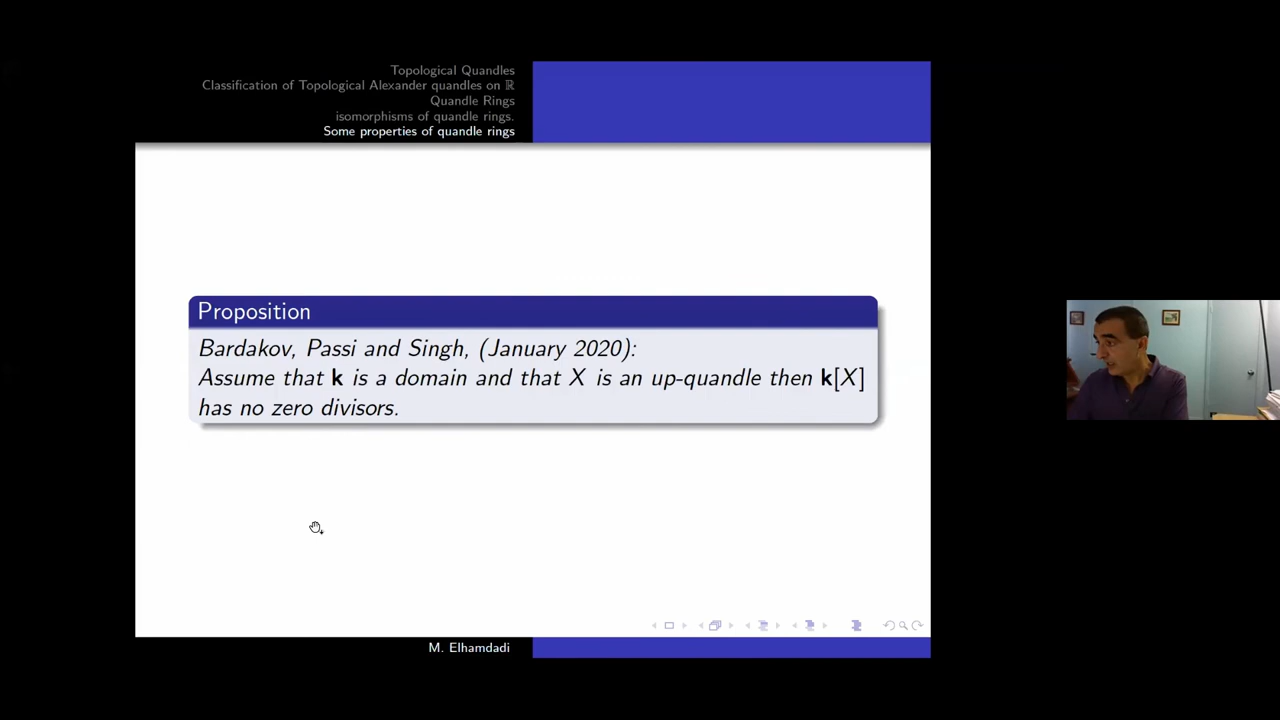 Topological Quandles
Classification of Topological Alexander quandles on ℝ
Quandle Rings
isomorphisms of quandle rings.
Some properties of quandle rings
Proposition
Bardakov, Passi and Singh, (January 2020):
Assume that k is a domain and that X is an up-quandle then k[X]
has no zero divisors.
M. Elhamdadi